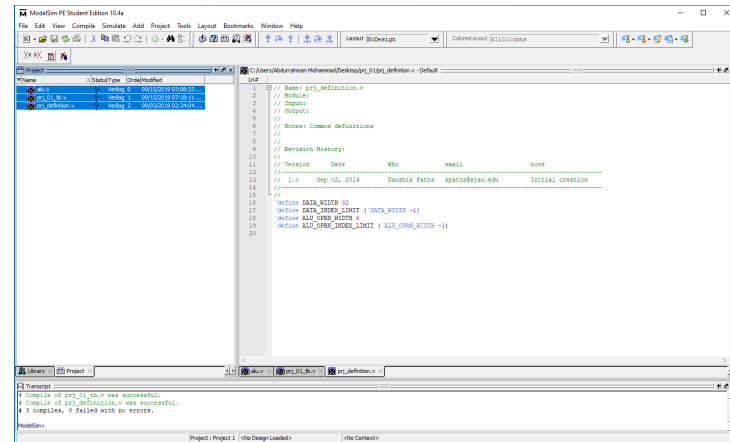 ModelSim PE Student Edition 10.4a
File Edit View Compile Simulate Add Project Tools Layout Bookmarks Window Help
Layout NoDesign
ColumnLayout AllColumns
Project
Name Status Type Order Modified
alu.v Verilog 0 09/15/2019 07:08:33 ...
prj_01_tb.v Verilog 1 09/15/2019 07:18:11 ...
prj_definition.v Verilog 2 09/03/2019 02:34:04 ...
C:/Users/Abdurrahman Mohammed/Desktop/prj_01/prj_definition.v - Default
Ln#
1 // Name: prj_definition.v
2 // Module:
3 // Input:
4 // Output:
5 //
6 // Notes: Common definitions
7 //
8 //
9 // Revision History:
10 //
11 // Version Date Who email note
12 //------------------------------------------------------------------------------------------
13 // 1.0 Sep 02, 2014 Kaushik Patra kpatra@sjsu.edu Initial creation
14 //------------------------------------------------------------------------------------------
15 //
16 `define DATA_WIDTH 32
17 `define DATA_INDEX_LIMIT (`DATA_WIDTH -1)
18 `define ALU_OPRN_WIDTH 6
19 `define ALU_OPRN_INDEX_LIMIT (`ALU_OPRN_WIDTH -1)
20
Library Project
alu.v prj_01_tb.v prj_definition.v
Transcript
# Compile of prj_01_tb.v was successful.
# Compile of prj_definition.v was successful.
# 3 compiles, 0 failed with no errors.
ModelSim>
Project : Project 1 <No Design Loaded> <No Context>